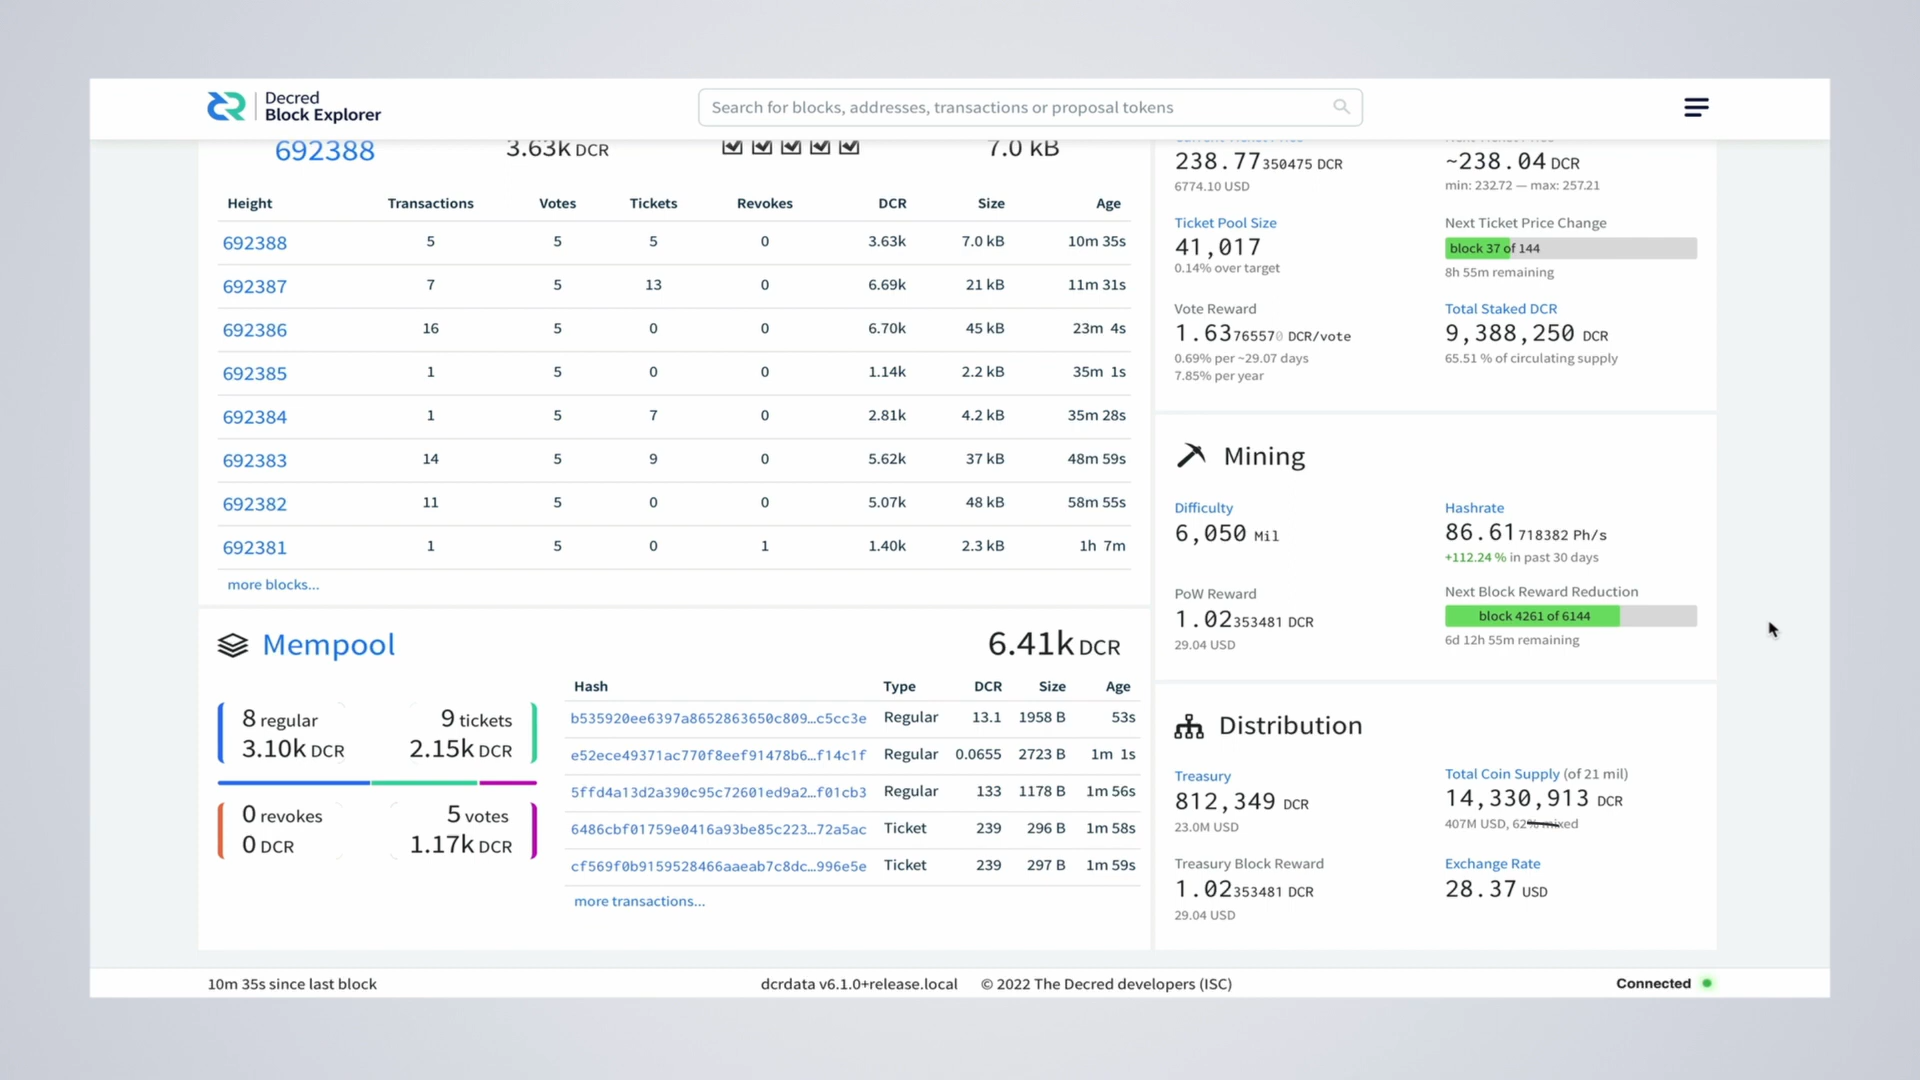 Decred
Block Explorer
Search for blocks, addresses, transactions or proposal tokens
692388 3.63k DCR 7.0 kB
Height Transactions Votes Tickets Revokes DCR Size Age
692388 5 5 5 0 3.63k 7.0 kB 10m 35s
692387 7 5 13 0 6.69k 21 kB 11m 31s
692386 16 5 0 0 6.70k 45 kB 23m 4s
692385 1 5 0 0 1.14k 2.2 kB 35m 1s
692384 1 5 7 0 2.81k 4.2 kB 35m 28s
692383 14 5 9 0 5.62k 37 kB 48m 59s
692382 11 5 0 0 5.07k 48 kB 58m 55s
692381 1 5 0 1 1.40k 2.3 kB 1h 7m
more blocks...
Mempool 6.41k DCR
8 regular 9 tickets
3.10k DCR 2.15k DCR
0 revokes 5 votes
0 DCR 1.17k DCR
Hash Type DCR Size Age
b535920ee6397a8652863650c809...c5cc3e Regular 13.1 1958 B 53s
e52ece49371ac770f8eef91478b6...f14c1f Regular 0.0655 2723 B 1m 1s
5ffd4a13d2a390c95c72601ed9a2...f01cb3 Regular 133 1178 B 1m 56s
6486cbf01759e0416a93be85c223...72a5ac Ticket 239 296 B 1m 58s
cf569f0b9159528466aaeab7c8dc...996e5e Ticket 239 297 B 1m 59s
more transactions...
238.77350475 DCR ~238.04 DCR
6774.10 USD min: 232.72 — max: 257.21
Ticket Pool Size Next Ticket Price Change
41,017 block 37 of 144
0.14% over target 8h 55m remaining
Vote Reward Total Staked DCR
1.63765570 DCR/vote 9,388,250 DCR
0.69% per ~29.07 days 65.51 % of circulating supply
7.85% per year
Mining
Difficulty Hashrate
6,050 Mil 86.61718382 Ph/s
+112.24 % in past 30 days
PoW Reward Next Block Reward Reduction
1.02353481 DCR block 4261 of 6144
29.04 USD 6d 12h 55m remaining
Distribution
Treasury Total Coin Supply (of 21 mil)
812,349 DCR 14,330,913 DCR
23.0M USD 407M USD, 62% mixed
Treasury Block Reward Exchange Rate
1.02353481 DCR 28.37 USD
29.04 USD
10m 35s since last block dcrdata v6.1.0+release.local © 2022 The Decred developers (ISC) Connected